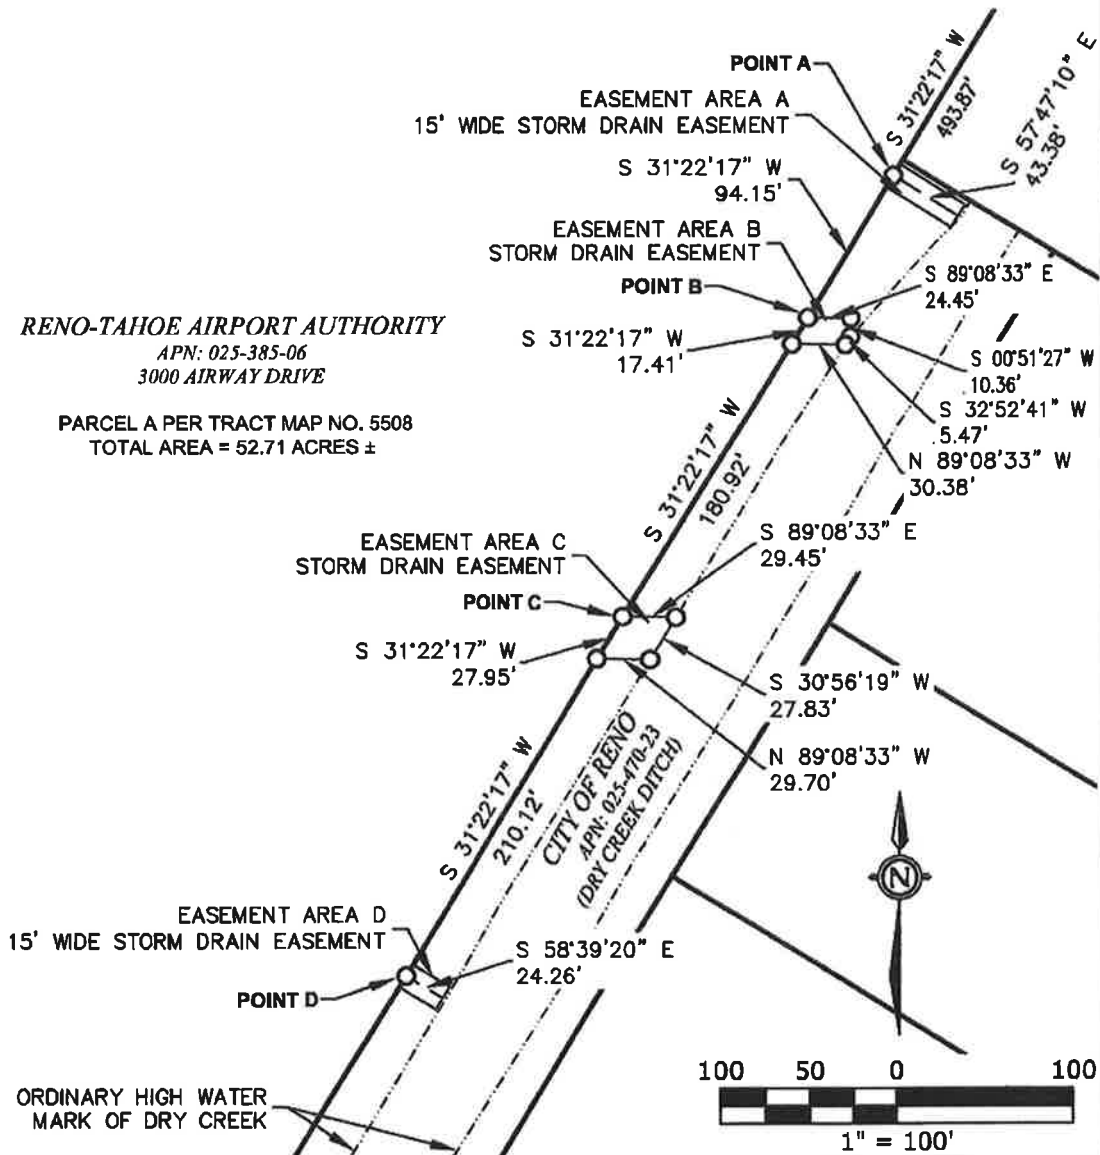 POINT A
S 31°22'17" W
493.87'
S 57°47'10" E
43.38'
EASEMENT AREA A
15' WIDE STORM DRAIN EASEMENT
S 31°22'17" W
94.15'
EASEMENT AREA B
STORM DRAIN EASEMENT
POINT B
S 89°08'33" E
24.45'
RENO-TAHOE AIRPORT AUTHORITY
APN: 025-385-06
3000 AIRWAY DRIVE
S 31°22'17" W
17.41'
S 00°51'27" W
10.36'
PARCEL A PER TRACT MAP NO. 5508
TOTAL AREA = 52.71 ACRES ±
S 32°52'41" W
5.47'
N 89°08'33" W
30.38'
S 31°22'17" W
180.92'
EASEMENT AREA C
STORM DRAIN EASEMENT
S 89°08'33" E
29.45'
POINT C
S 31°22'17" W
27.95'
S 30°56'19" W
27.83'
N 89°08'33" W
29.70'
S 31°22'17" W
210.12'
CITY OF RENO
APN: 025-470-23
(DRY CREEK DITCH)
N
EASEMENT AREA D
15' WIDE STORM DRAIN EASEMENT
S 58°39'20" E
24.26'
POINT D
ORDINARY HIGH WATER
MARK OF DRY CREEK
100 50 0 100
1" = 100'